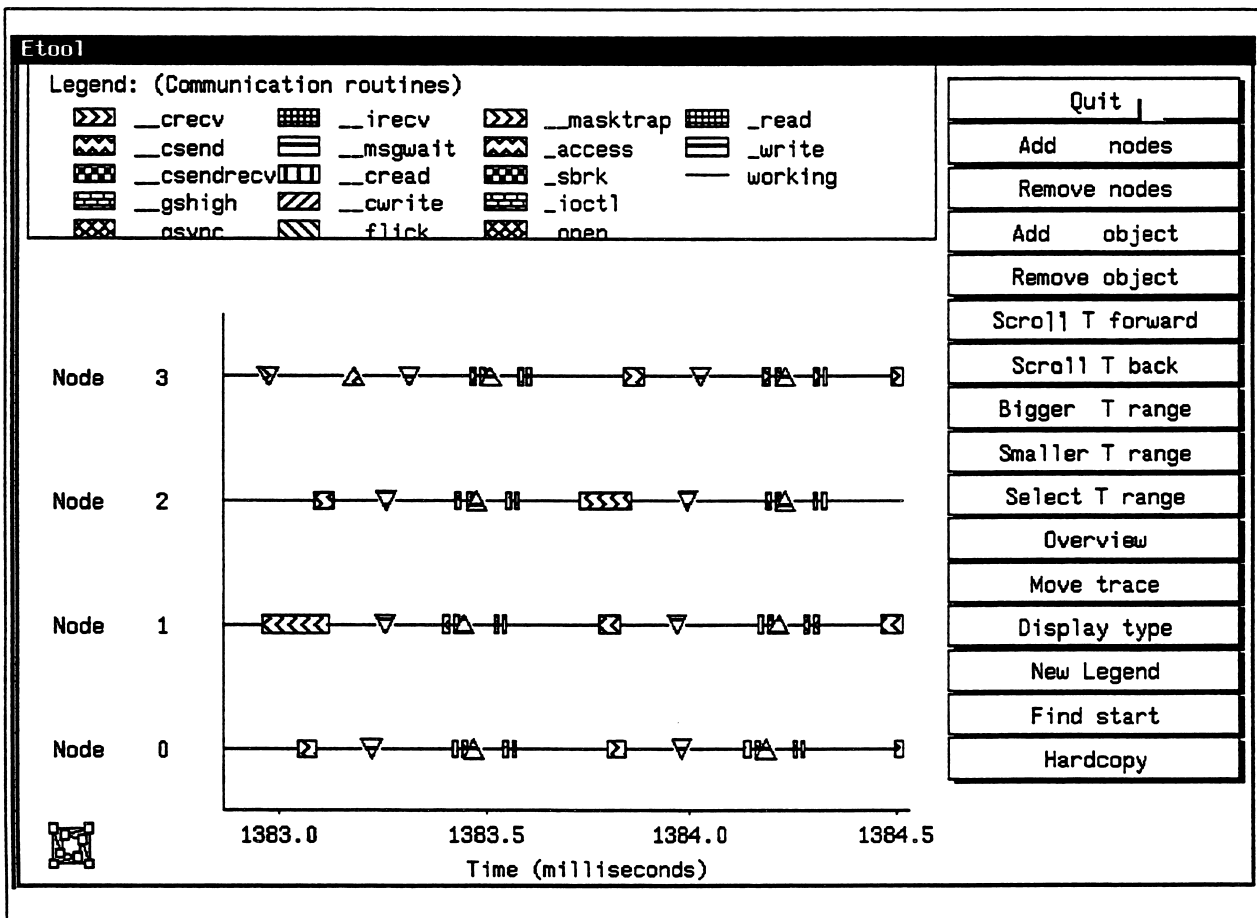 Etool
Legend: (Communication routines)
__crecv __irecv __masktrap _read
__csend __msgwait _access _write
__csendrecv __cread _sbrk working
__gshigh __cwrite _ioctl
__gsync _flick _open
Quit
Add nodes
Remove nodes
Add object
Remove object
Scroll T forward
Scroll T back
Bigger T range
Smaller T range
Select T range
Overview
Move trace
Display type
New Legend
Find start
Hardcopy
Node 3
Node 2
Node 1
Node 0
1383.0 1383.5 1384.0 1384.5
Time (milliseconds)